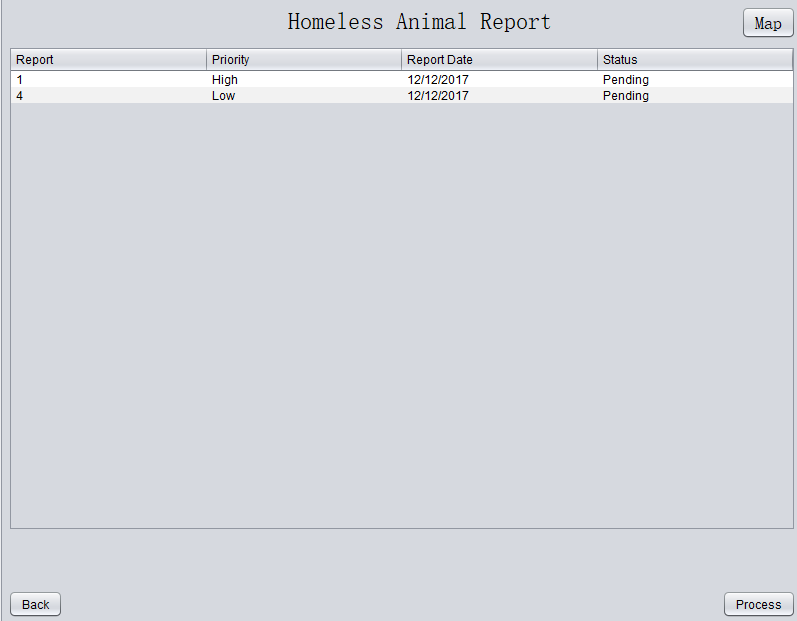 Homeless Animal Report
Map
Report Priority Report Date Status
1 High 12/12/2017 Pending
4 Low 12/12/2017 Pending
Back Process